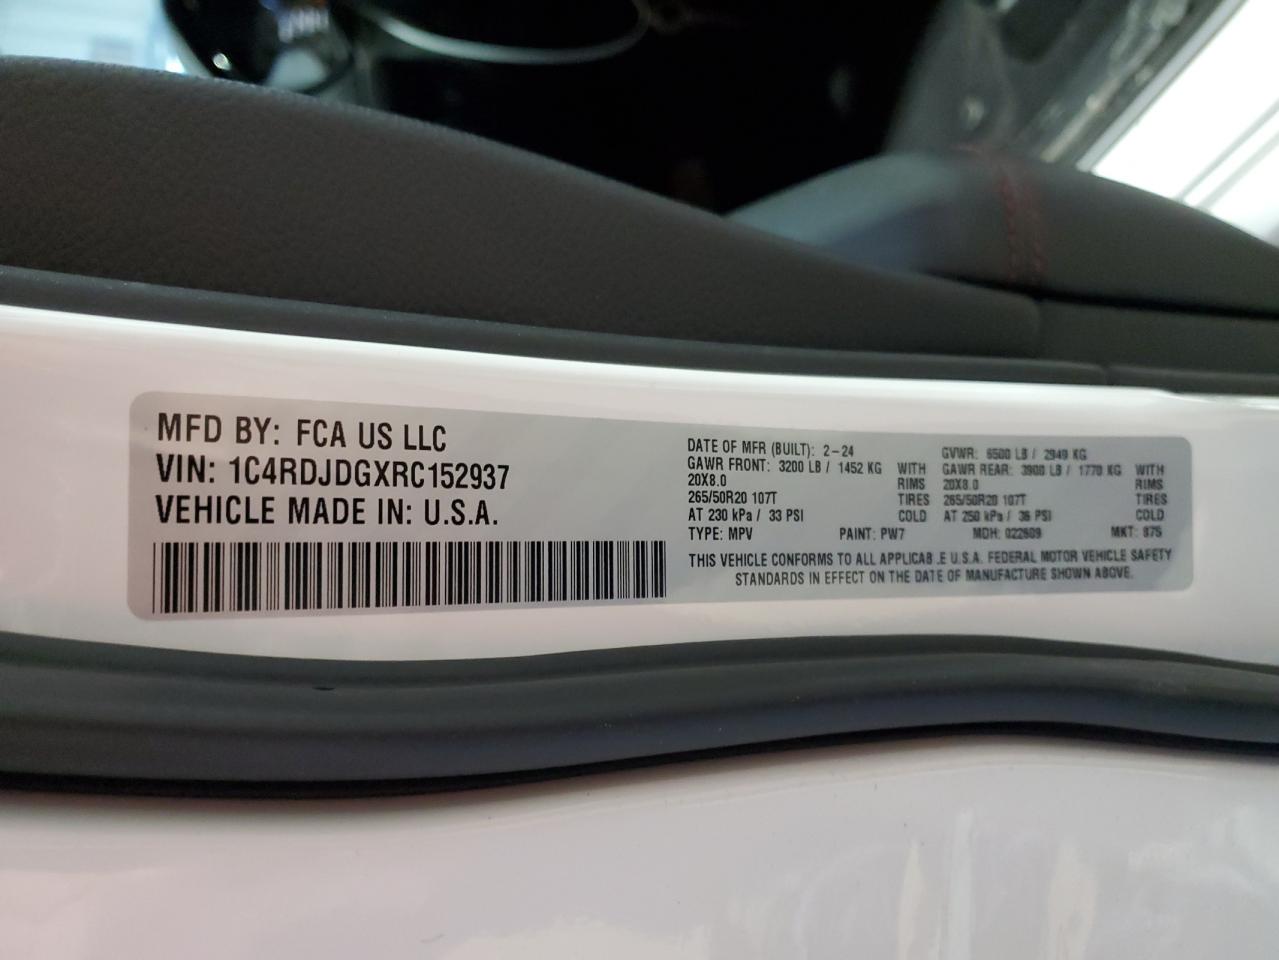 MFD BY: FCA US LLC
VIN: 1C4RDJDGXRC152937
VEHICLE MADE IN: U.S.A.
DATE OF MFR (BUILT): 2-24 GVWR: 6500 LB / 2949 KG
GAWR FRONT: 3200 LB / 1452 KG WITH GAWR REAR: 3900 LB / 1770 KG WITH
20X8.0 RIMS 20X8.0 RIMS
265/50R20 107T TIRES 265/50R20 107T TIRES
AT 230 kPa / 33 PSI COLD AT 250 kPa / 36 PSI COLD
TYPE: MPV PAINT: PW7 MDH: 022609 MKT: 875
THIS VEHICLE CONFORMS TO ALL APPLICAB.E U.S.A. FEDERAL MOTOR VEHICLE SAFETY
STANDARDS IN EFFECT ON THE DATE OF MANUFACTURE SHOWN ABOVE.